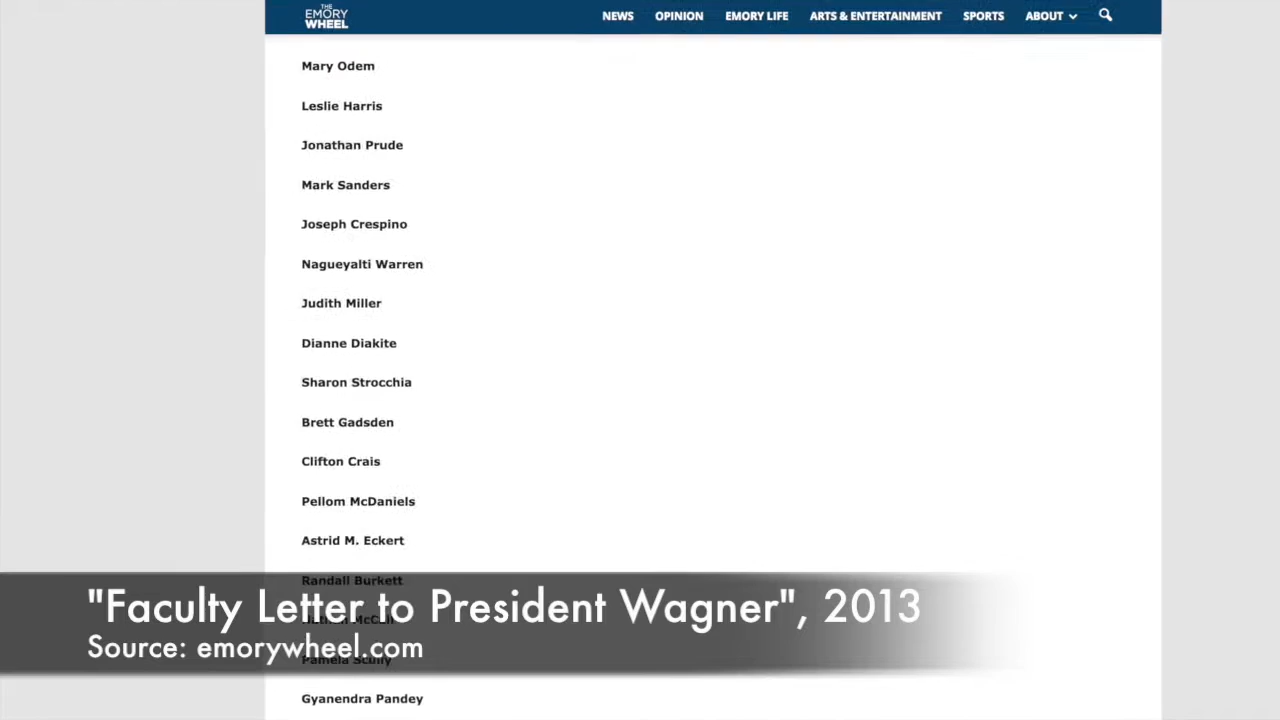 THE
EMORY
WHEEL
NEWS OPINION EMORY LIFE ARTS & ENTERTAINMENT SPORTS ABOUT
Mary Odem
Leslie Harris
Jonathan Prude
Mark Sanders
Joseph Crespino
Nagueyalti Warren
Judith Miller
Dianne Diakite
Sharon Strocchia
Brett Gadsden
Clifton Crais
Pellom McDaniels
Astrid M. Eckert
Randall Burkett
"Faculty Letter to President Wagner", 2013
Source: emorywheel.com
Pamela Scully
Gyanendra Pandey